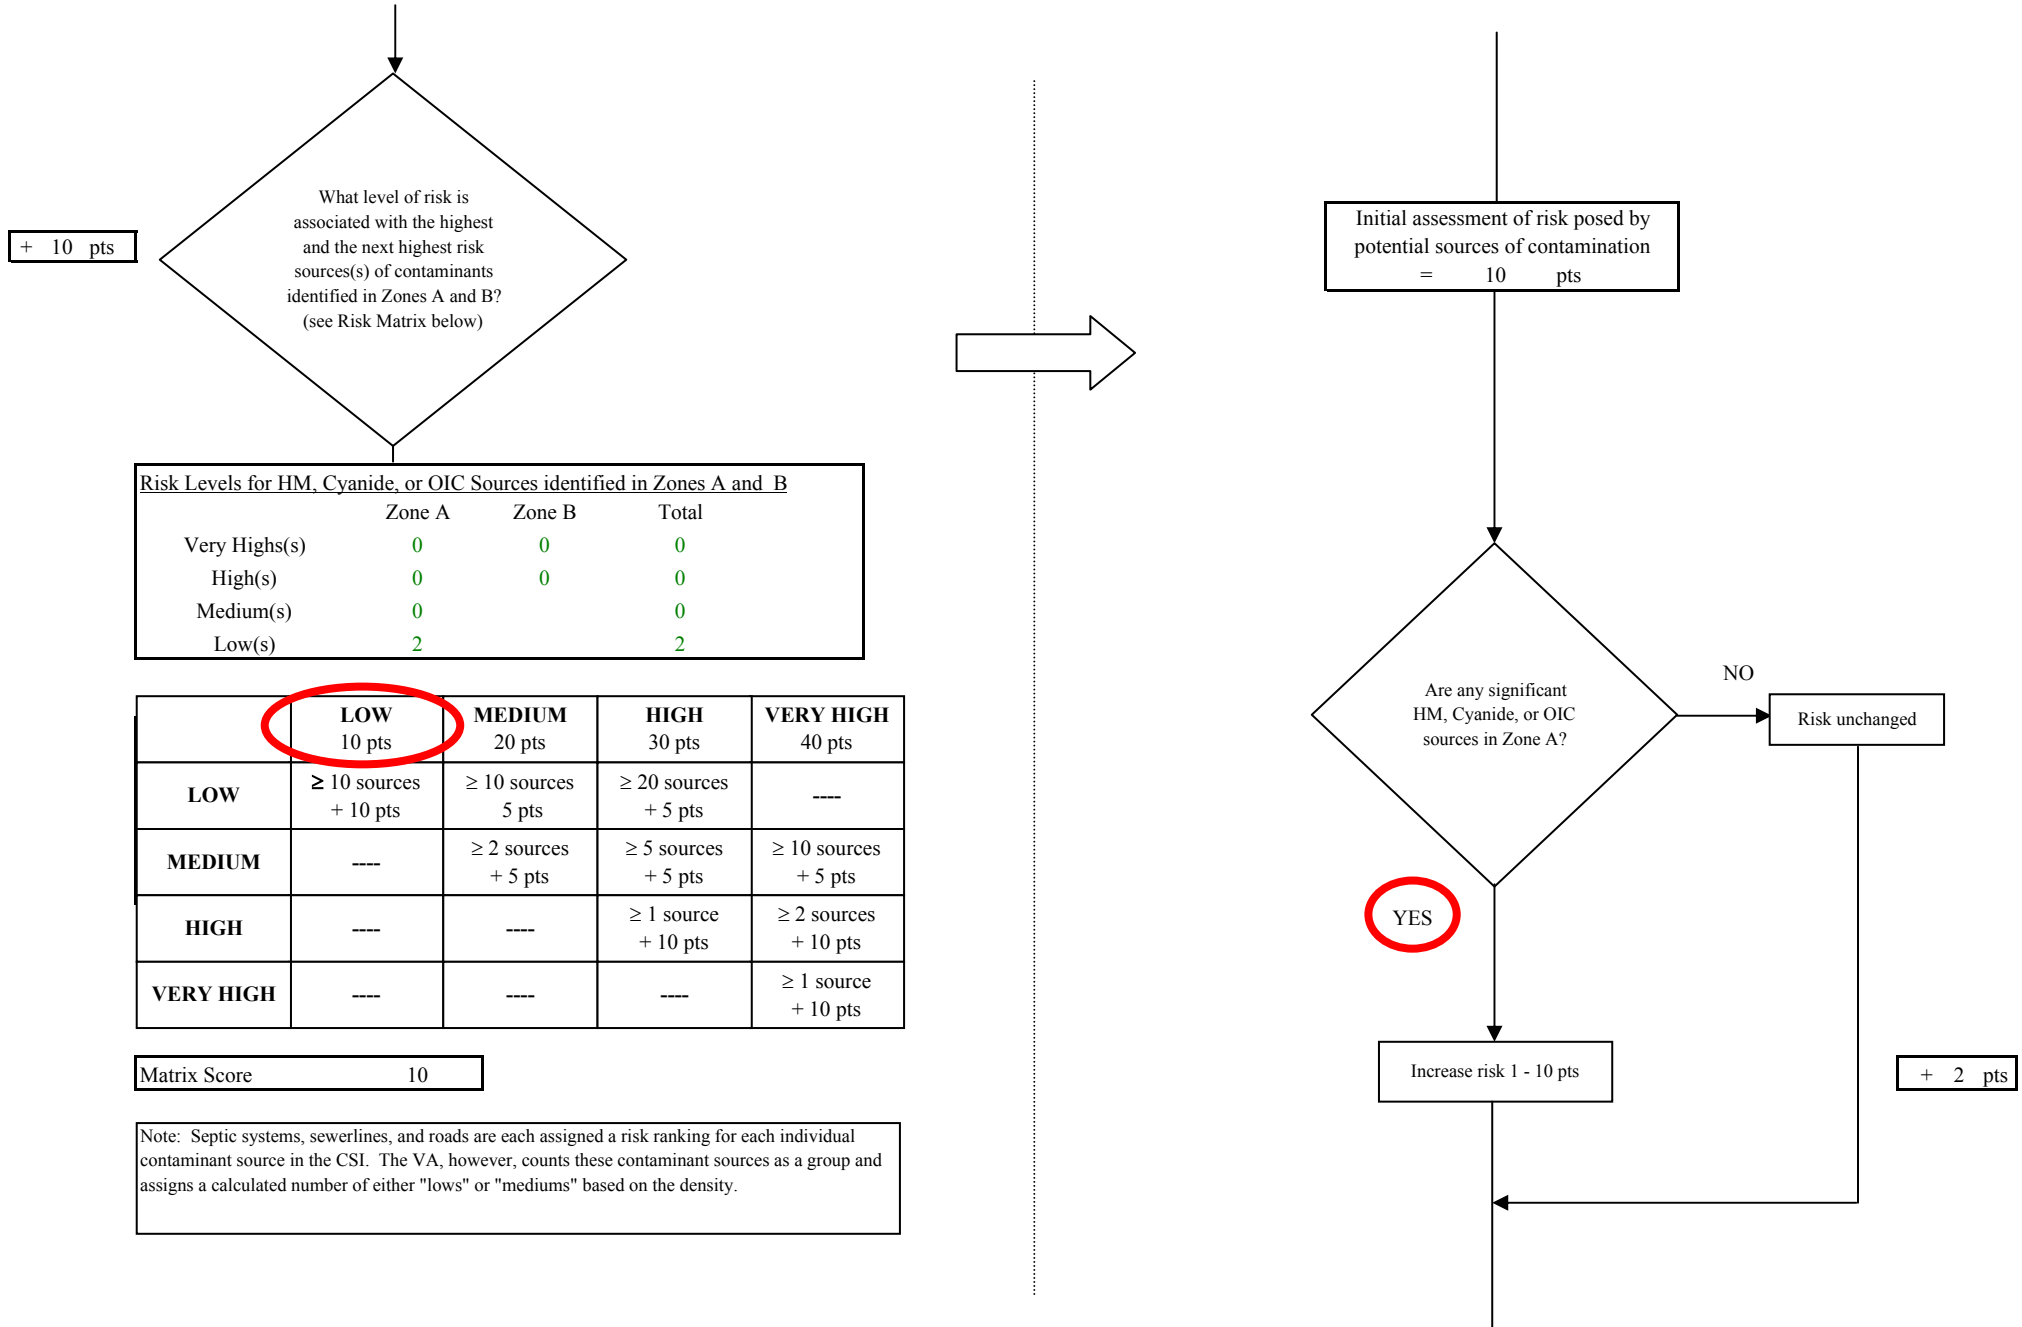 What level of risk is
associated with the highest
and the next highest risk
sources(s) of contaminants
identified in Zones A and B?
(see Risk Matrix below)
+ 10 pts
Risk Levels for HM, Cyanide, or OIC Sources identified in Zones A and B
Zone A Zone B Total
Very Highs(s) 0 0 0
High(s) 0 0 0
Medium(s) 0 0
Low(s) 2 2
LOW MEDIUM HIGH VERY HIGH
10 pts 20 pts 30 pts 40 pts
LOW ≥ 10 sources ≥ 10 sources ≥ 20 sources ----
+ 10 pts 5 pts + 5 pts
MEDIUM ---- ≥ 2 sources ≥ 5 sources ≥ 10 sources
+ 5 pts + 5 pts + 5 pts
HIGH ---- ---- ≥ 1 source ≥ 2 sources
+ 10 pts + 10 pts
VERY HIGH ---- ---- ---- ≥ 1 source
+ 10 pts
Matrix Score 10
Note: Septic systems, sewerlines, and roads are each assigned a risk ranking for each individual
contaminant source in the CSI. The VA, however, counts these contaminant sources as a group and
assigns a calculated number of either "lows" or "mediums" based on the density.
Initial assessment of risk posed by
potential sources of contamination
= 10 pts
Are any significant
HM, Cyanide, or OIC
sources in Zone A?
NO
Risk unchanged
YES
Increase risk 1 - 10 pts
+ 2 pts